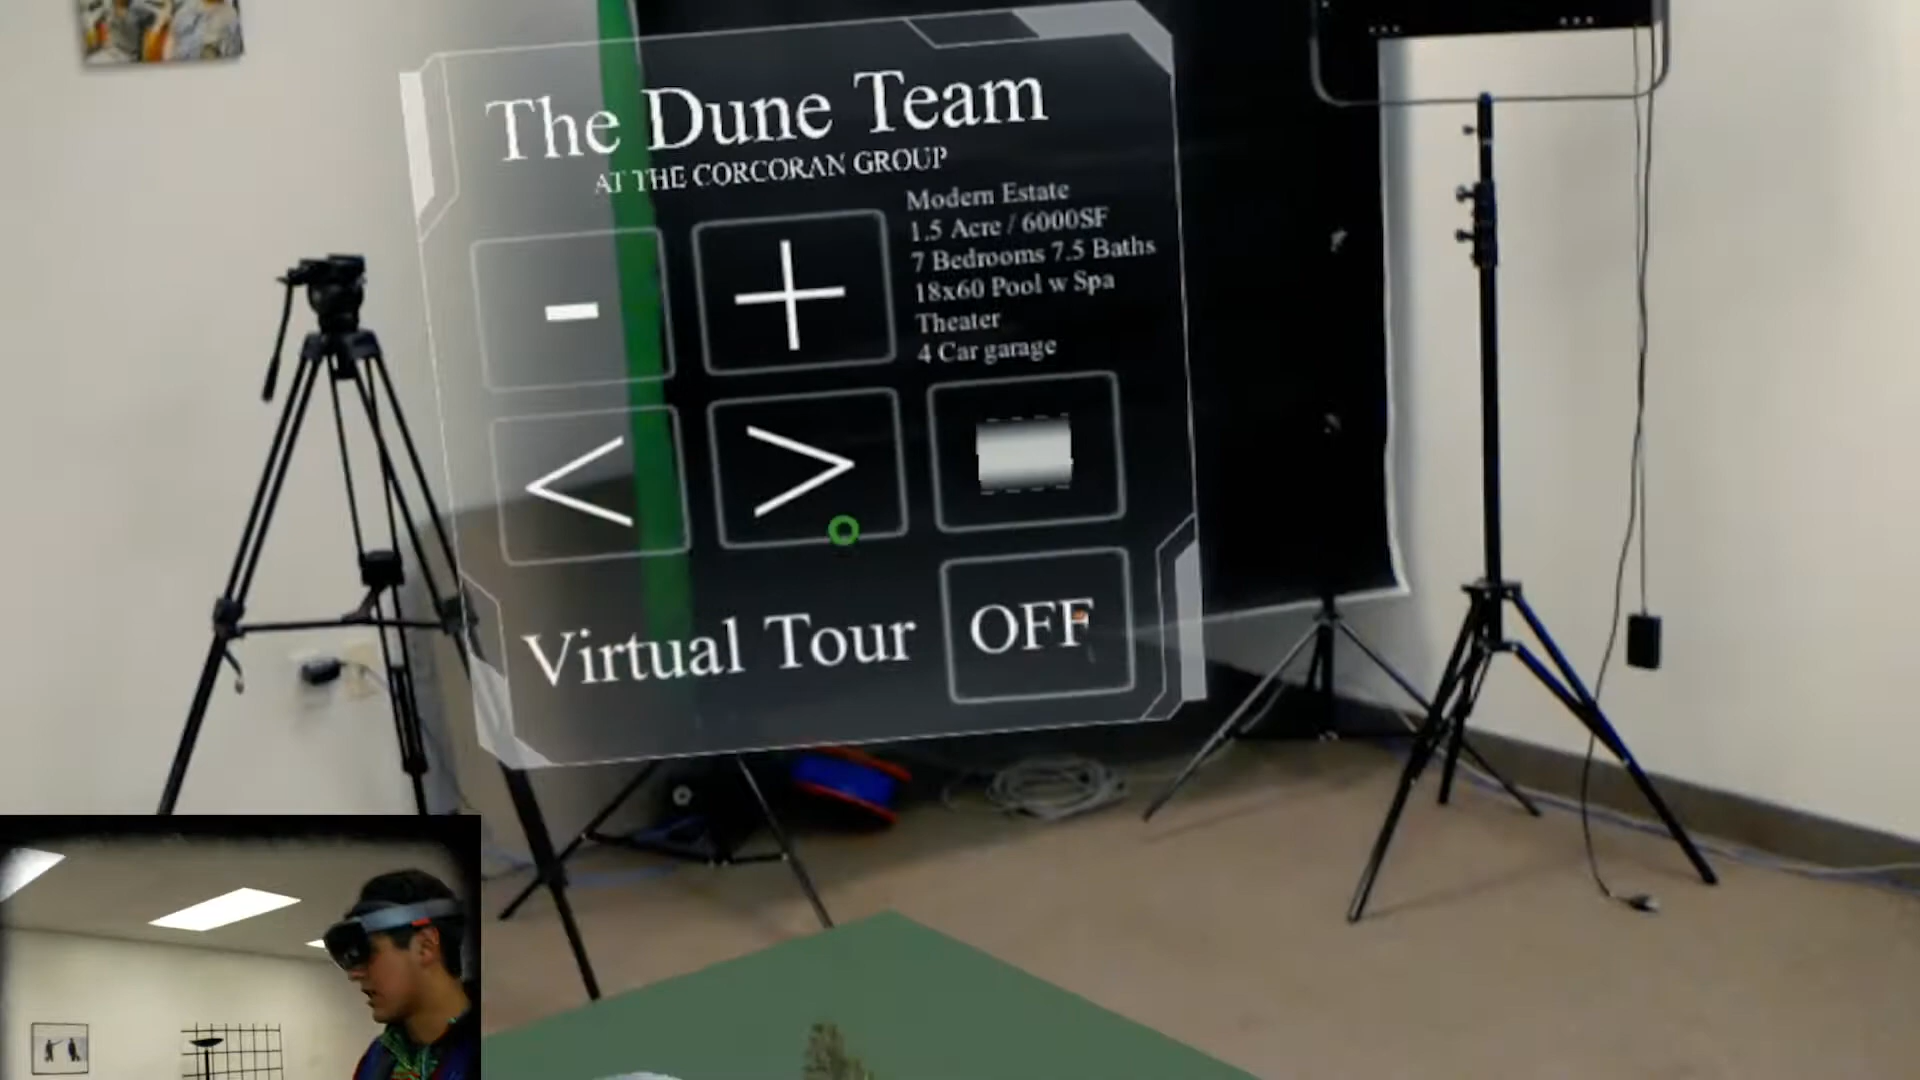 The Dune Team
AT THE CORCORAN GROUP
Modern Estate
1.5 Acre / 6000SF
7 Bedrooms 7.5 Baths
18x60 Pool w Spa
Theater
4 Car garage
- +
< >
Virtual Tour OFF